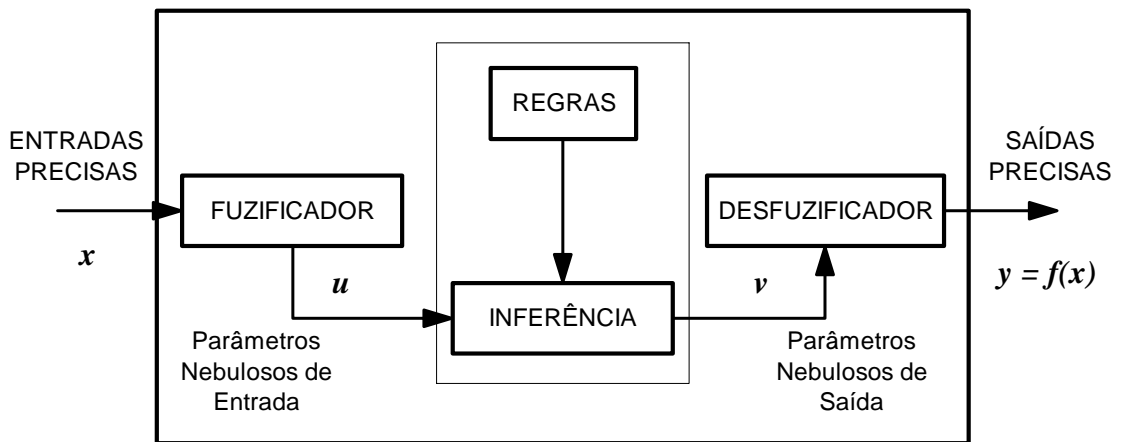 REGRAS
ENTRADAS
PRECISAS
SAÍDAS
PRECISAS
FUZIFICADOR
DESFUZIFICADOR
x
u
v
y = f(x)
INFERÊNCIA
Parâmetros
Nebulosos de
Entrada
Parâmetros
Nebulosos de
Saída